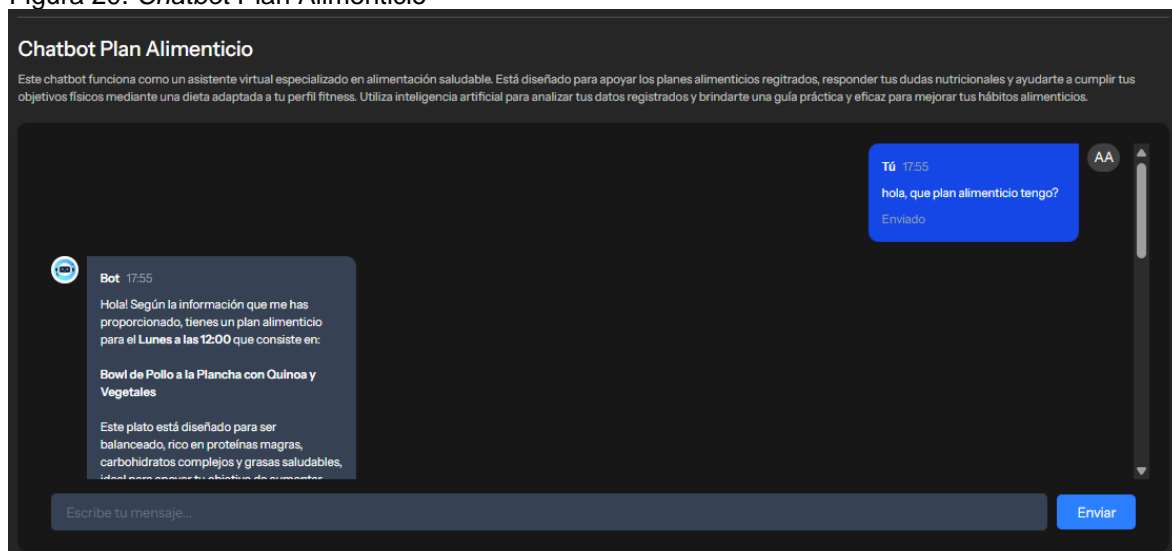 Chatbot Plan Alimenticio
Este chatbot funciona como un asistente virtual especializado en alimentación saludable. Está diseñado para apoyar los planes alimenticios regitrados, responder tus dudas nutricionales y ayudarte a cumplir tus
objetivos físicos mediante una dieta adaptada a tu perfil fitness. Utiliza inteligencia artificial para analizar tus datos registrados y brindarte una guía práctica y eficaz para mejorar tus hábitos alimenticios.
Tú 17:55
AA
hola, que plan alimenticio tengo?
Enviado
Bot 17:55
Hola! Según la información que me has
proporcionado, tienes un plan alimenticio
para el Lunes a las 12:00 que consiste en:
Bowl de Pollo a la Plancha con Quinoa y
Vegetales
Este plato está diseñado para ser
balanceado, rico en proteínas magras,
carbohidratos complejos y grasas saludables,
Escribe tu mensaje...
Enviar